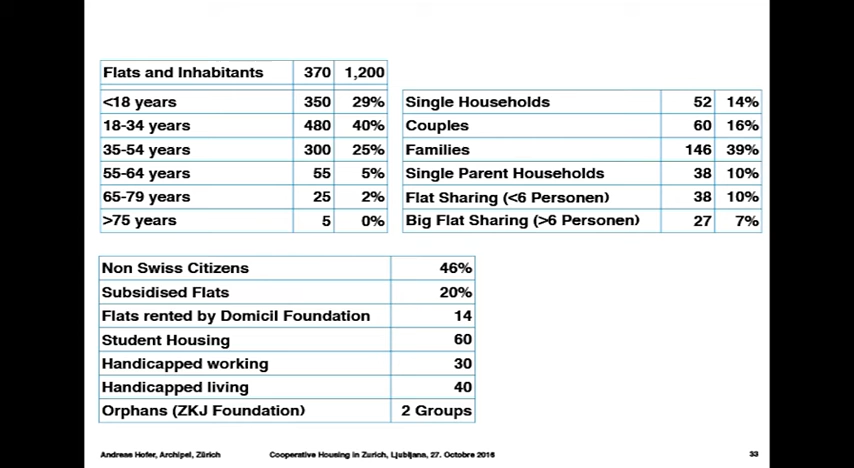 Flats and Inhabitants 370 1,200
<18 years 350 29%
18-34 years 480 40%
35-54 years 300 25%
55-64 years 55 5%
65-79 years 25 2%
>75 years 5 0%
Single Households 52 14%
Couples 60 16%
Families 146 39%
Single Parent Households 38 10%
Flat Sharing (<6 Personen) 38 10%
Big Flat Sharing (>6 Personen) 27 7%
Non Swiss Citizens 46%
Subsidised Flats 20%
Flats rented by Domicil Foundation 14
Student Housing 60
Handicapped working 30
Handicapped living 40
Orphans (ZKJ Foundation) 2 Groups
Andreas Hofer, Archipel, Zürich Cooperative Housing in Zurich, Ljubljana, 27. Octobre 2016 33